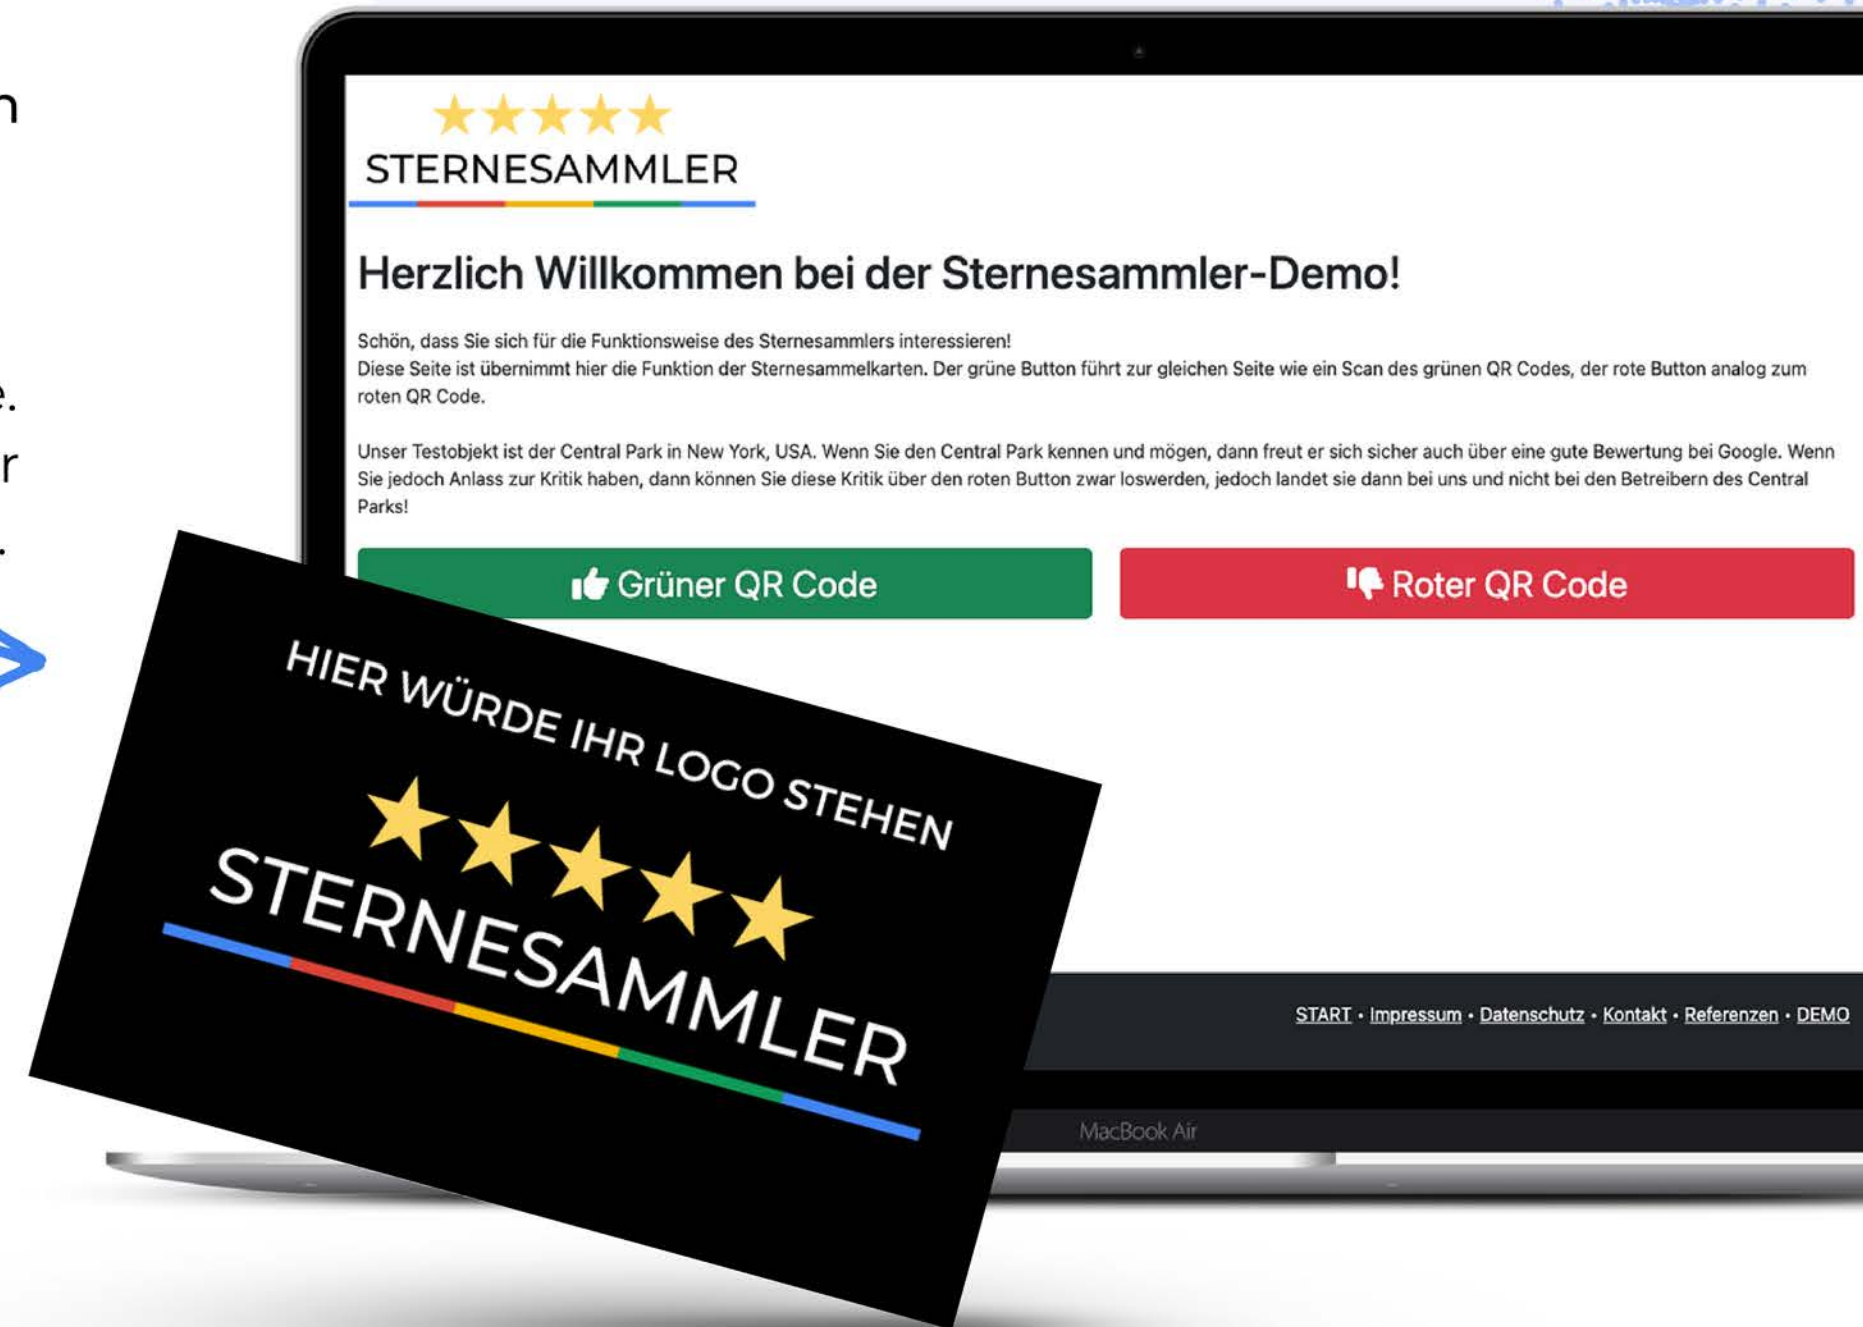 n
e.
r
.
STERNESAMMLER
Herzlich Willkommen bei der Sternesammler-Demo!
Schön, dass Sie sich für die Funktionsweise des Sternesammlers interessieren!
Diese Seite ist übernimmt hier die Funktion der Sternesammelkarten. Der grüne Button führt zur gleichen Seite wie ein Scan des grünen QR Codes, der rote Button analog zum
roten QR Code.
Unser Testobjekt ist der Central Park in New York, USA. Wenn Sie den Central Park kennen und mögen, dann freut er sich sicher auch über eine gute Bewertung bei Google. Wenn
Sie jedoch Anlass zur Kritik haben, dann können Sie diese Kritik über den roten Button zwar loswerden, jedoch landet sie dann bei uns und nicht bei den Betreibern des Central
Parks!
Grüner QR Code
Roter QR Code
HIER WÜRDE IHR LOGO STEHEN
STERNESAMMLER
START • Impressum • Datenschutz • Kontakt • Referenzen • DEMO
MacBook Air